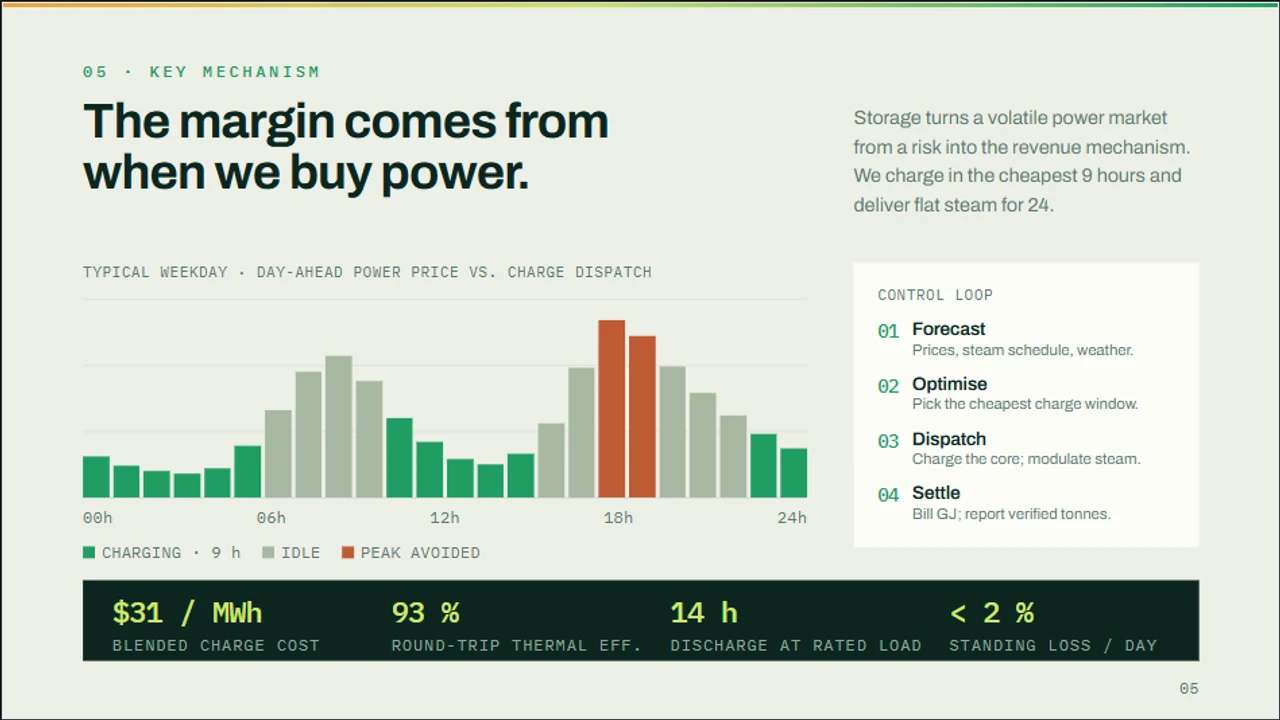 05 · KEY MECHANISM
The margin comes from
when we buy power.
Storage turns a volatile power market
from a risk into the revenue mechanism.
We charge in the cheapest 9 hours and
deliver flat steam for 24.
TYPICAL WEEKDAY · DAY-AHEAD POWER PRICE VS. CHARGE DISPATCH
00h 06h 12h 18h 24h
CHARGING · 9 h IDLE PEAK AVOIDED
CONTROL LOOP
01 Forecast
Prices, steam schedule, weather.
02 Optimise
Pick the cheapest charge window.
03 Dispatch
Charge the core; modulate steam.
04 Settle
Bill GJ; report verified tonnes.
$31 / MWh
BLENDED CHARGE COST
93 %
ROUND-TRIP THERMAL EFF.
14 h
DISCHARGE AT RATED LOAD
< 2 %
STANDING LOSS / DAY
05